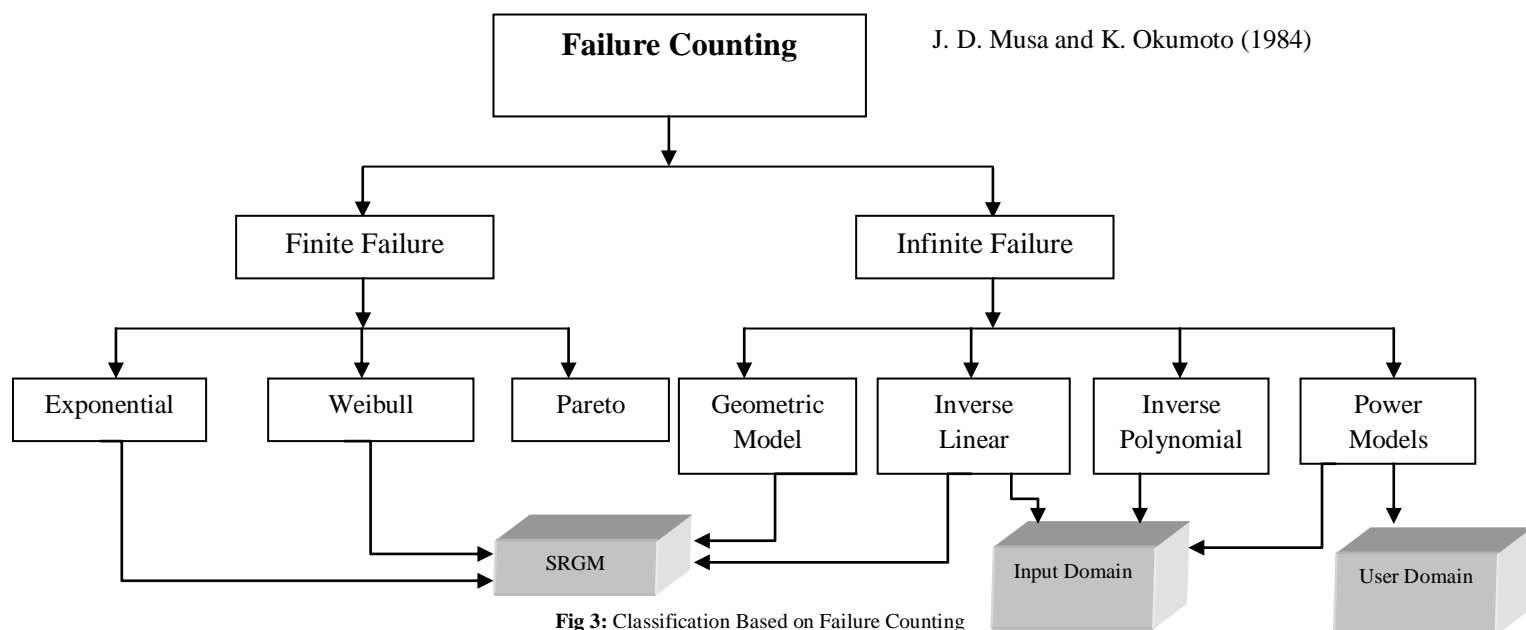 Failure Counting
J. D. Musa and K. Okumoto (1984)
Finite Failure
Infinite Failure
Exponential
Weibull
Pareto
Geometric
Model
Inverse
Linear
Inverse
Polynomial
Power
Models
SRGM
Input Domain
User Domain
Fig 3: Classification Based on Failure Counting